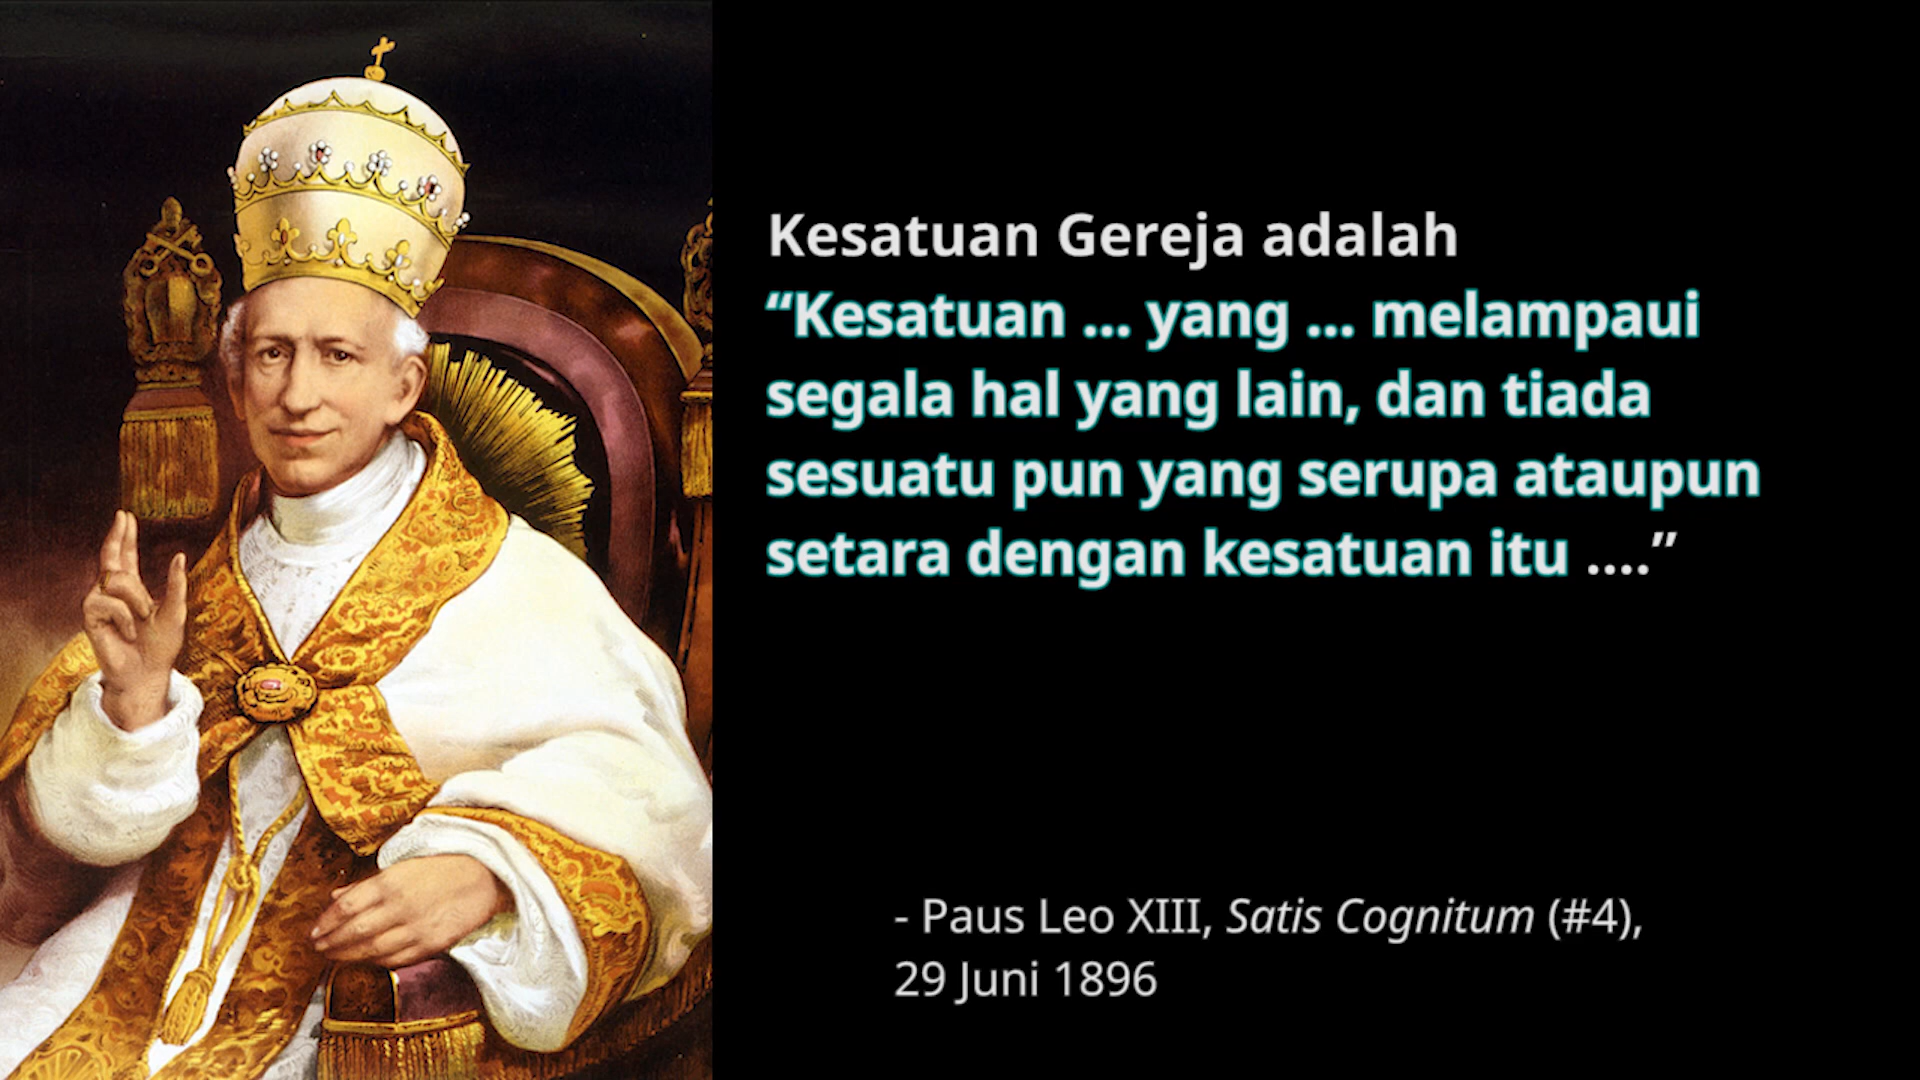 Kesatuan Gereja adalah
“Kesatuan ... yang ... melampaui
segala hal yang lain, dan tiada
sesuatu pun yang serupa ataupun
setara dengan kesatuan itu ....”
- Paus Leo XIII, Satis Cognitum (#4),
29 Juni 1896